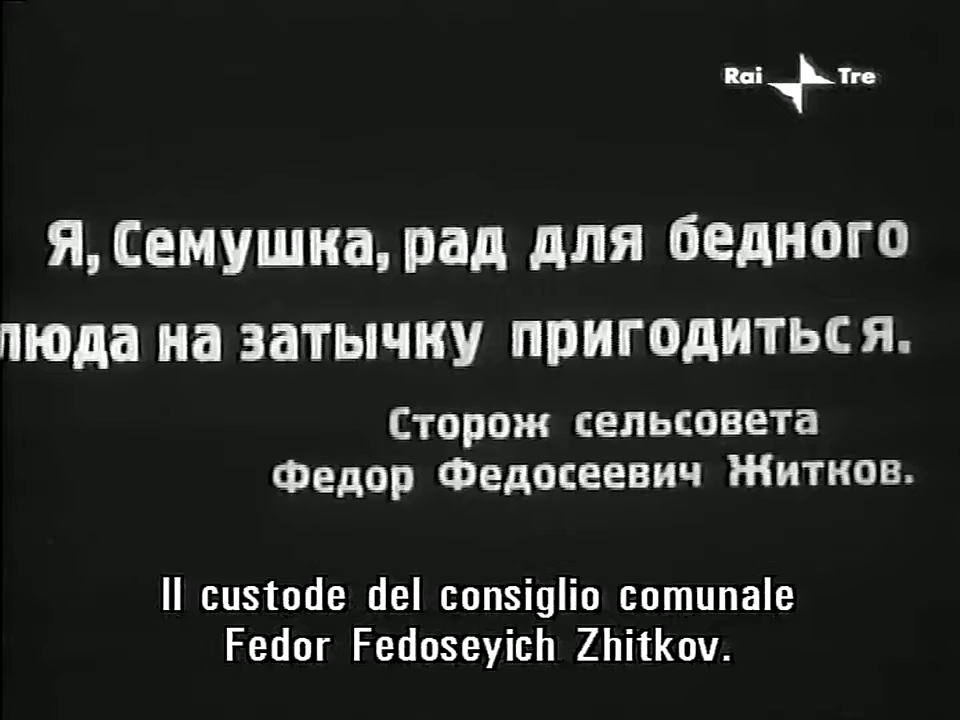 Rai Tre
Я, Семушка, рад для бедного
люда на затычку пригодиться.
Сторож сельсовета
Федор Федосеевич Житков.
Il custode del consiglio comunale
Fedor Fedoseyich Zhitkov.